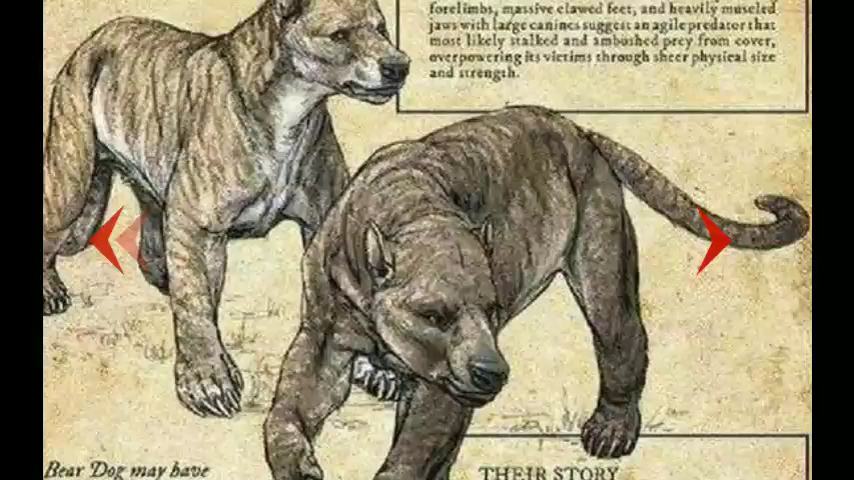 forelimbs, massive clawed feet, and heavily muscled
jaws with large canines suggest an agile predator that
most likely stalked and ambushed prey from cover,
overpowering its victims through sheer physical size
and strength.
Bear Dog may have
THEIR STORY